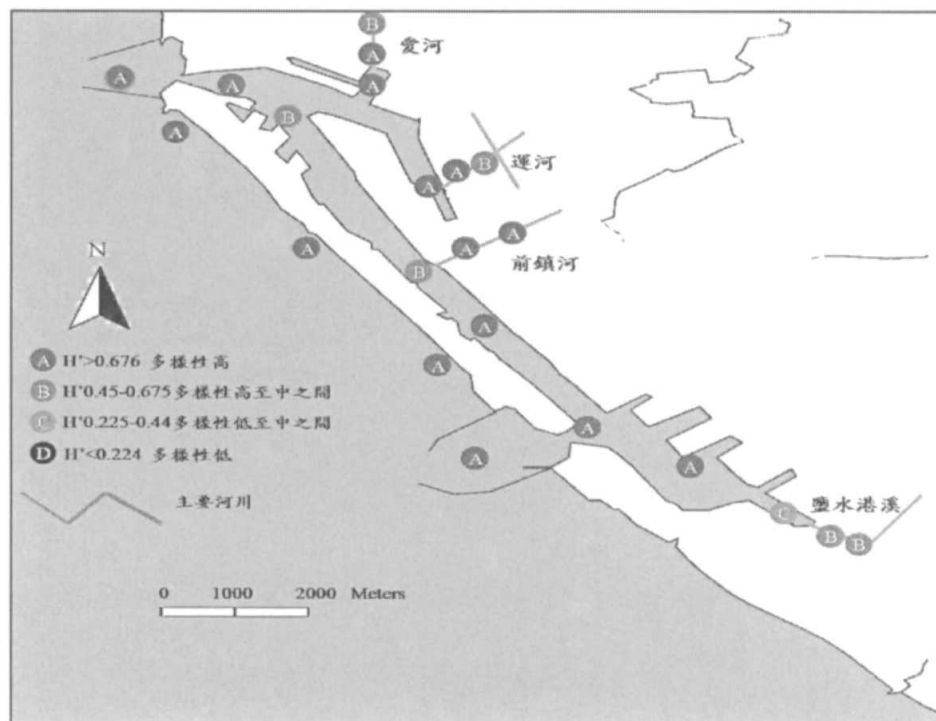 B
愛河
A
A
A
A
B
A
A
A
B
運河
A
A
前鎮河
A
B
N
A
A
A H'>0.676 多樣性高
B H'0.45-0.675多樣性高至中之間
C H'0.225-0.44多樣性低至中之間
D H'<0.224 多樣性低
主要河川
A
A
A
鹽水港溪
C
B
B
0 1000 2000 Meters